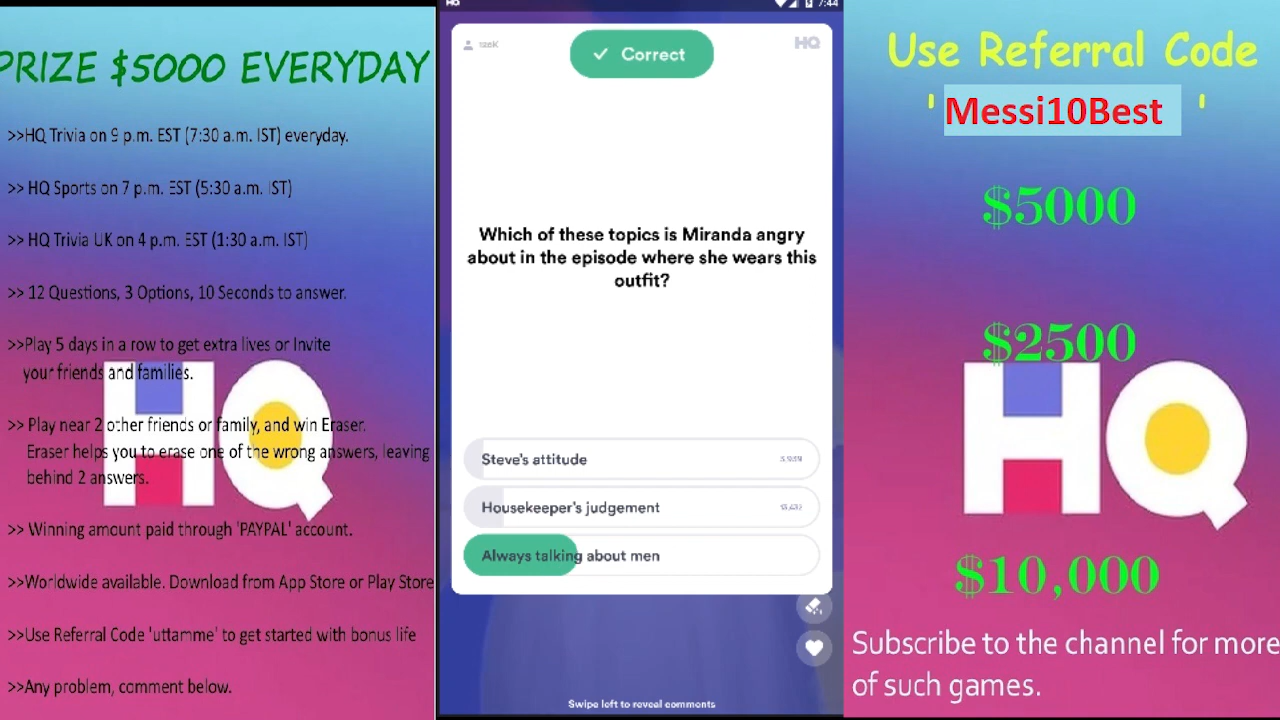 PRIZE $5000 EVERYDAY
>>HQ Trivia on 9 p.m. EST (7:30 a.m. IST) everyday.
>> HQ Sports on 7 p.m. EST (5:30 a.m. IST)
>> HQ Trivia UK on 4 p.m. EST (1:30 a.m. IST)
>> 12 Questions, 3 Options, 10 Seconds to answer.
>>Play 5 days in a row to get extra lives or Invite
your friends and families.
>> Play near 2 other friends or family, and win Eraser.
Eraser helps you to erase one of the wrong answers, leaving
behind 2 answers.
>> Winning amount paid through 'PAYPAL' account.
>>Worldwide available. Download from App Store or Play Store
>>Use Referral Code 'uttamme' to get started with bonus life
>>Any problem, comment below.
HQ
HQ
7:44
HQ
✓ Correct
Which of these topics is Miranda angry
about in the episode where she wears this
outfit?
Steve's attitude
Housekeeper's judgement
Always talking about men
Swipe left to reveal comments
Use Referral Code
' Messi10Best '
$5000
$2500
HQ
$10,000
Subscribe to the channel for more
of such games.